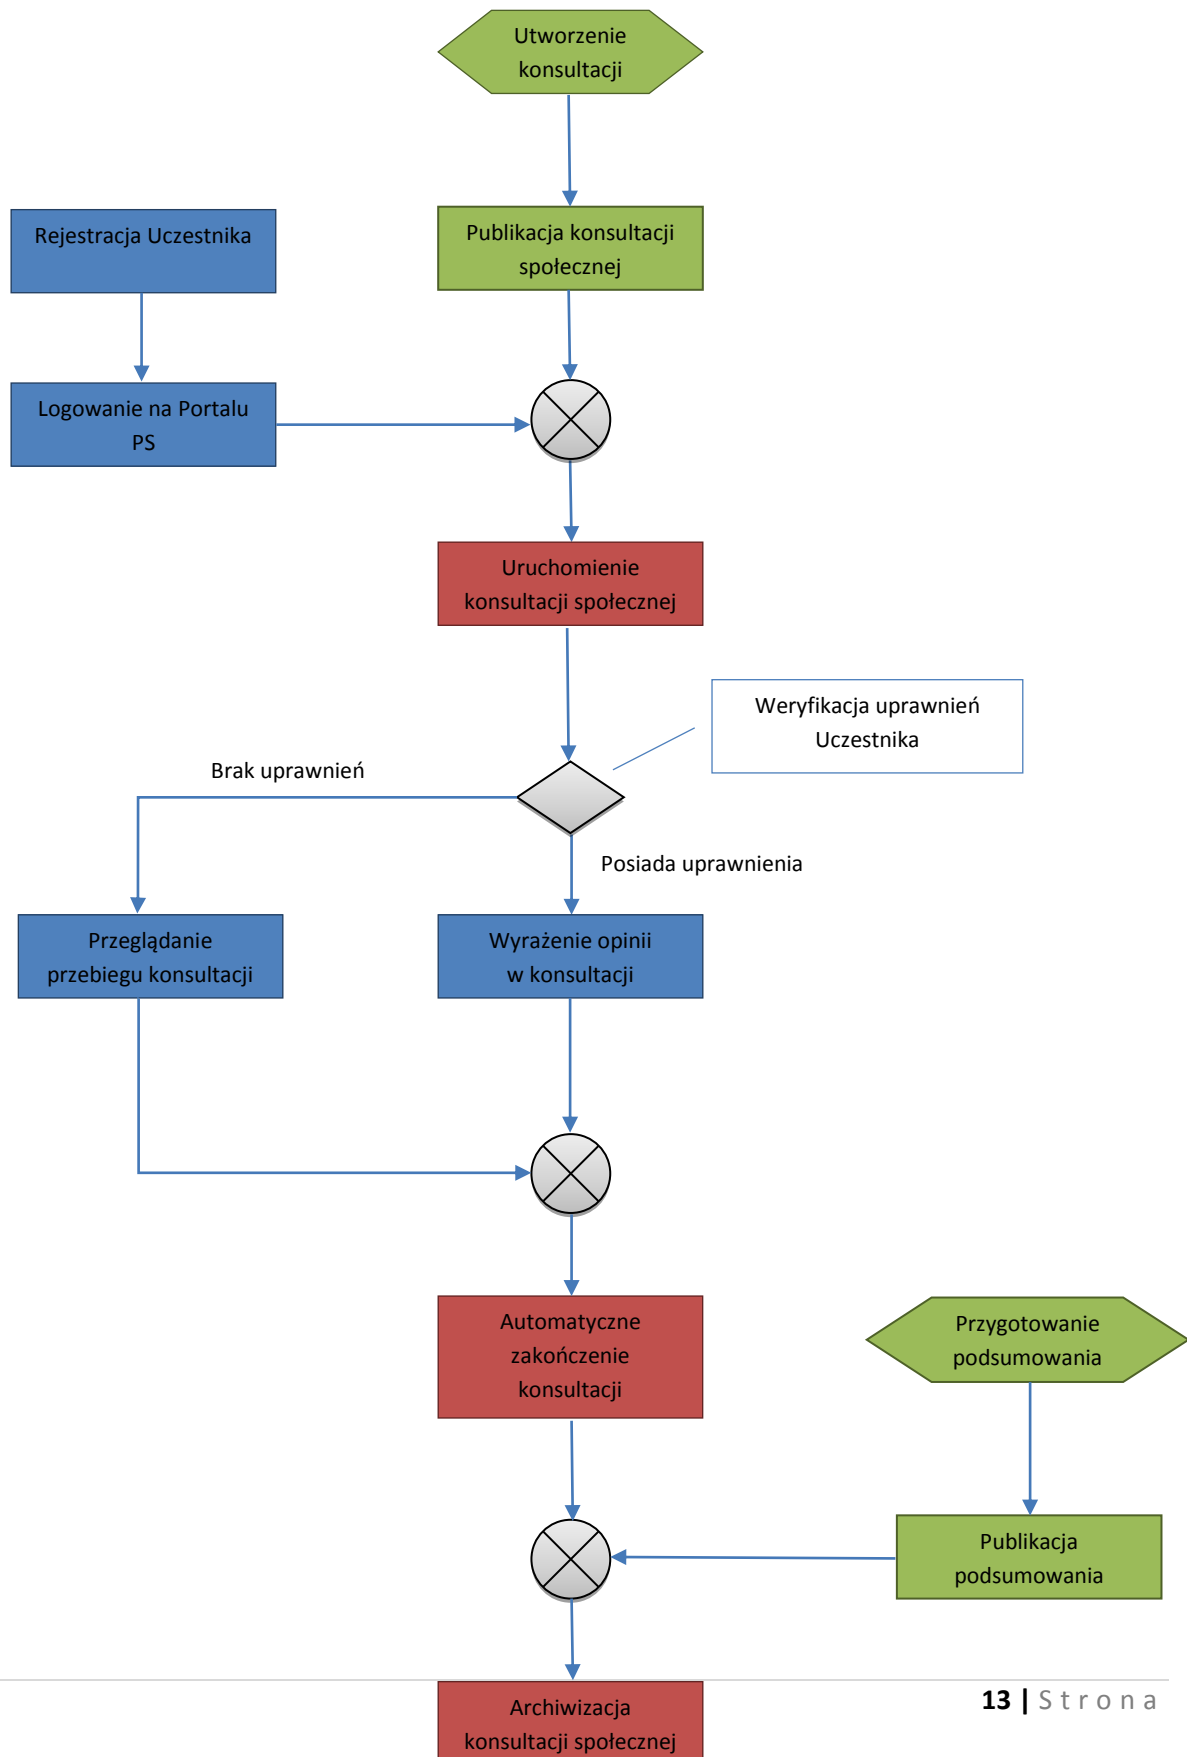 Utworzenie
konsultacji
Rejestracja Uczestnika
Publikacja konsultacji
społecznej
Logowanie na Portalu
PS
Uruchomienie
konsultacji społecznej
Weryfikacja uprawnień
Uczestnika
Brak uprawnień
Posiada uprawnienia
Przeglądanie
przebiegu konsultacji
Wyrażenie opinii
w konsultacji
Automatyczne
zakończenie
konsultacji
Przygotowanie
podsumowania
Publikacja
podsumowania
Archiwizacja
konsultacji społecznej
13 | Strona